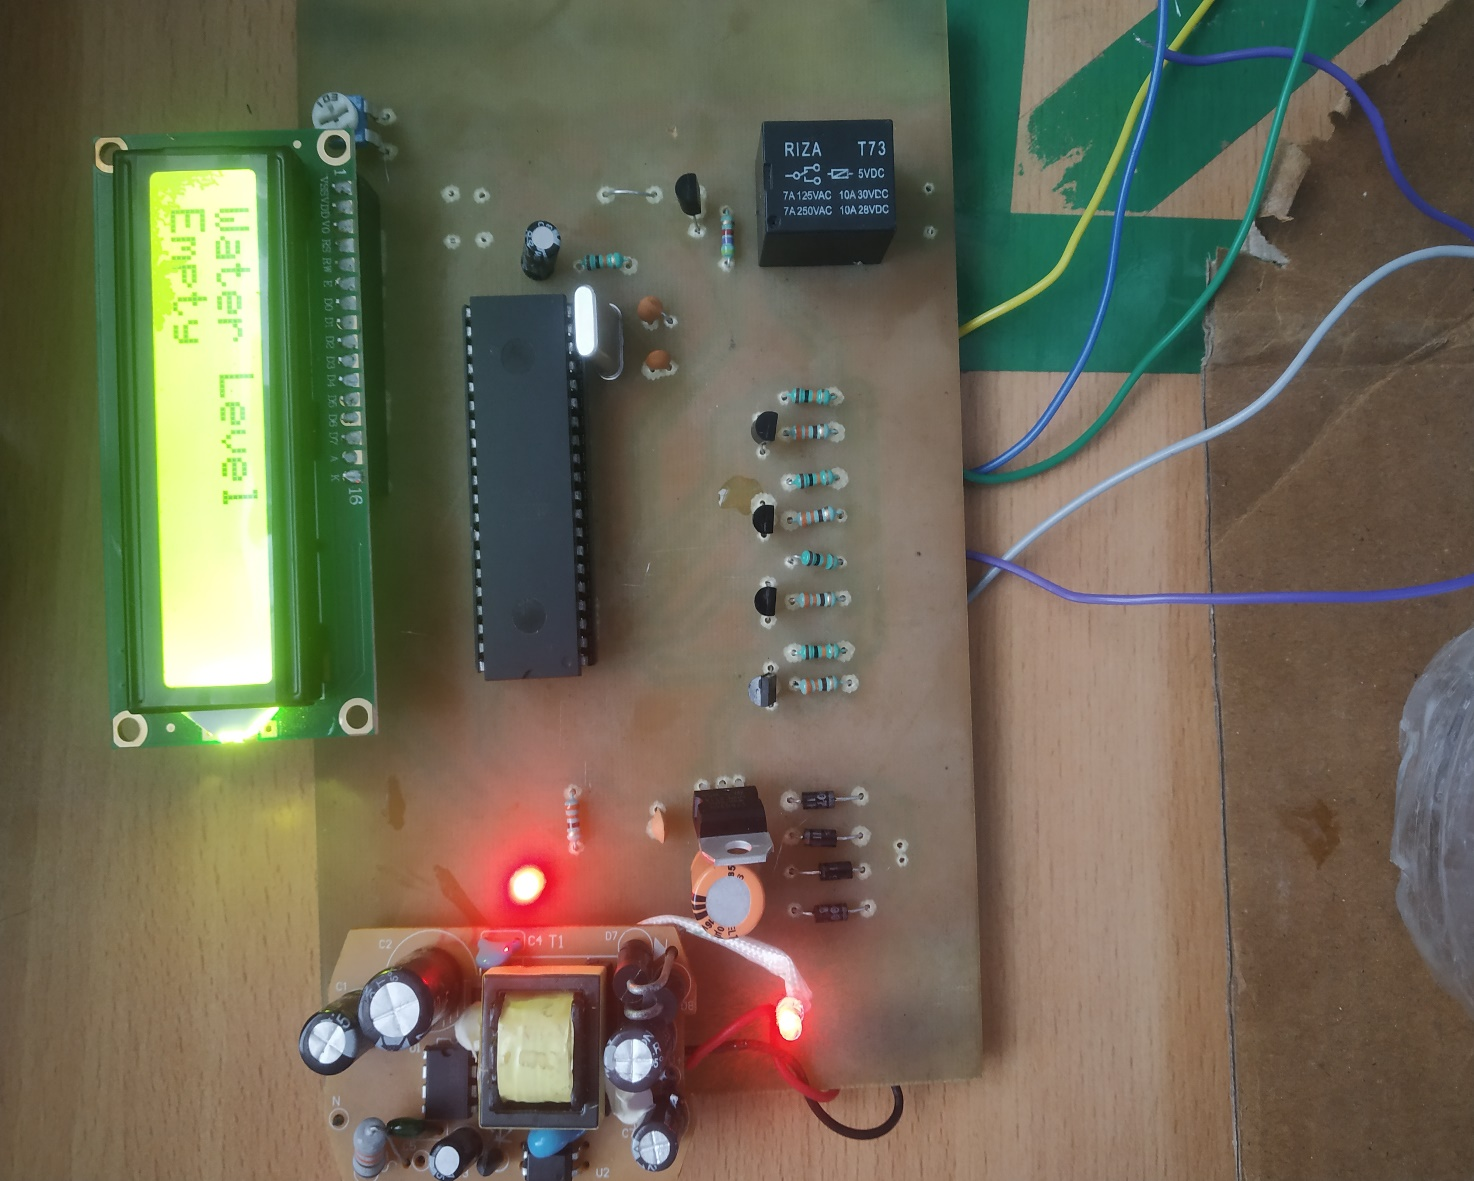 Water Level
Empty
1
VSS VDD V0 RS RW E D0 D1 D2 D3 D4 D5 D6 D7 A K
16
RIZA T73
5VDC
7A 125VAC 10A 30VDC
7A 250VAC 10A 28VDC
C2
C4 T1
D7
C1
N
U2